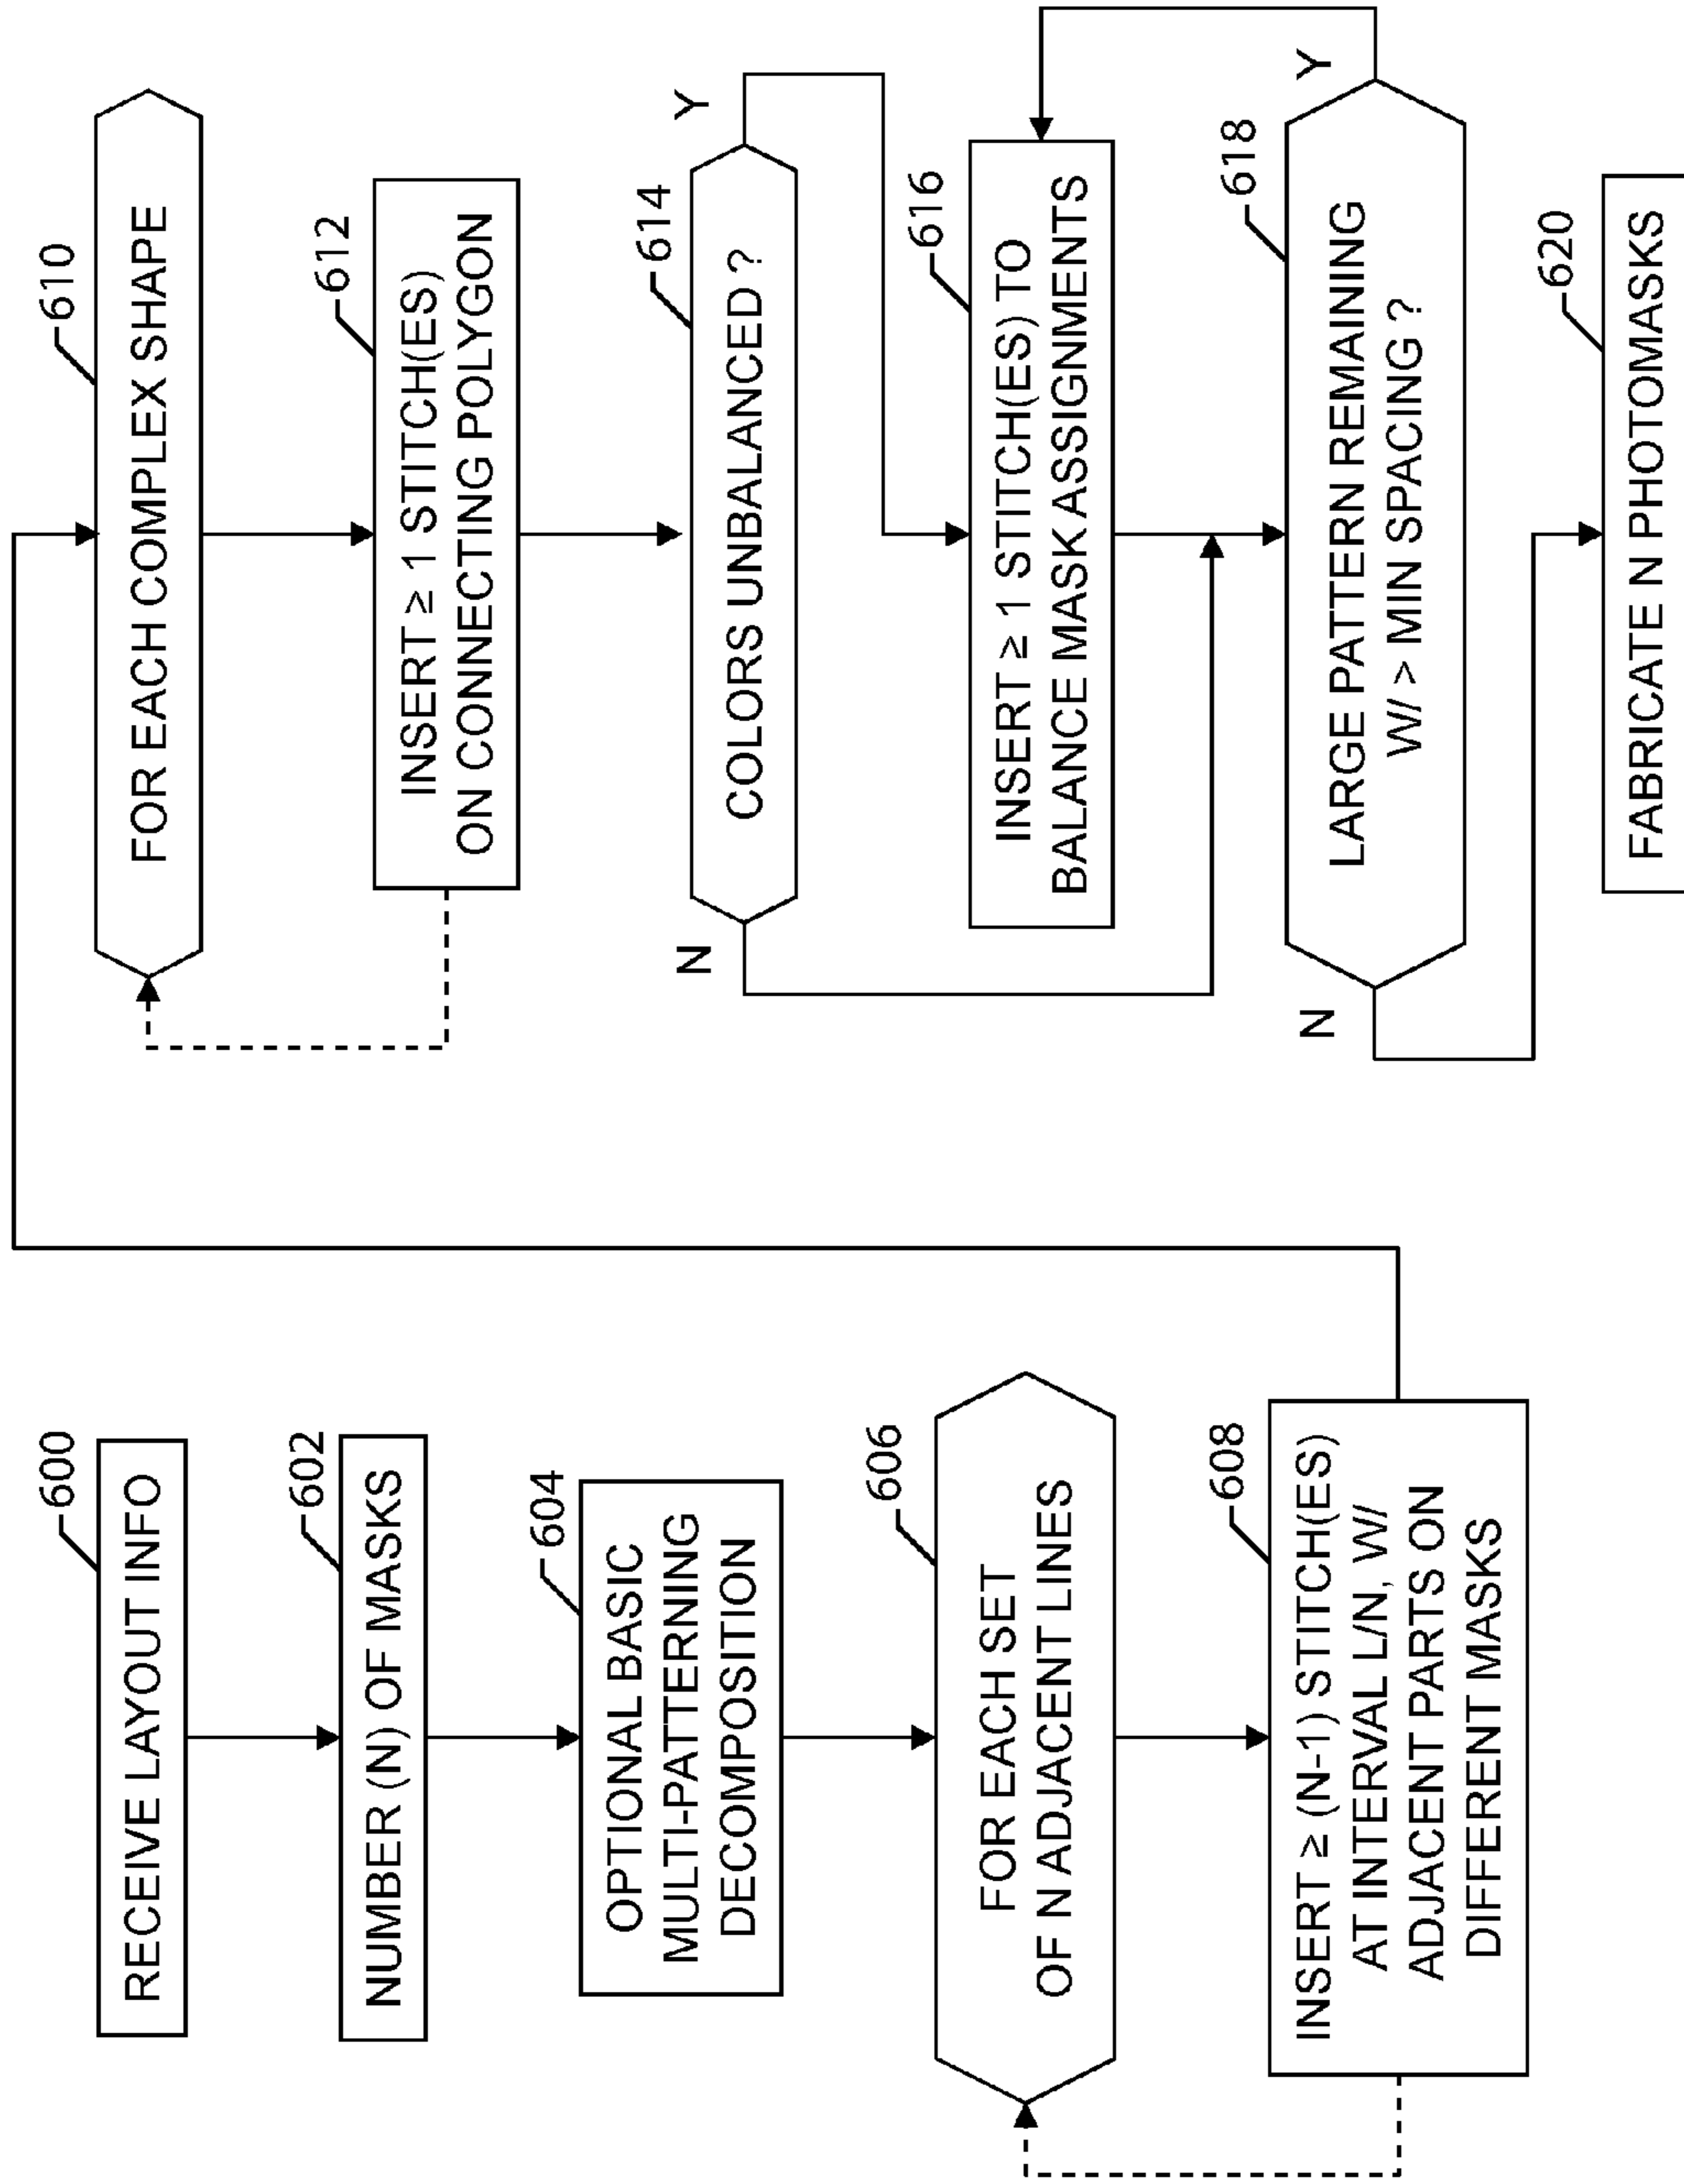 600
RECEIVE LAYOUT INFO
602
NUMBER (N) OF MASKS
604
OPTIONAL BASIC
MULTI-PATTERNING
DECOMPOSITION
606
FOR EACH SET
OF N ADJACENT LINES
608
INSERT ≥ (N-1) STITCH(ES)
AT INTERVAL L/N, W/
ADJACENT PARTS ON
DIFFERENT MASKS
610
FOR EACH COMPLEX SHAPE
612
INSERT ≥ 1 STITCH(ES)
ON CONNECTING POLYGON
614
COLORS UNBALANCED ?
N
Y
616
INSERT ≥ 1 STITCH(ES) TO
BALANCE MASK ASSIGNMENTS
618
LARGE PATTERN REMAINING
W/ > MIN SPACING ?
N
Y
620
FABRICATE N PHOTOMASKS